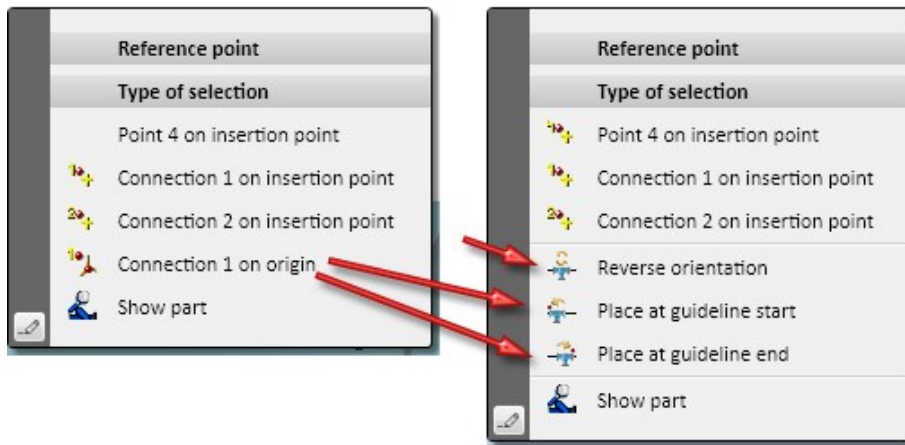 Reference point
Type of selection
Point 4 on insertion point
Connection 1 on insertion point
Connection 2 on insertion point
Connection 1 on origin
Show part
Reference point
Type of selection
Point 4 on insertion point
Connection 1 on insertion point
Connection 2 on insertion point
Reverse orientation
Place at guideline start
Place at guideline end
Show part